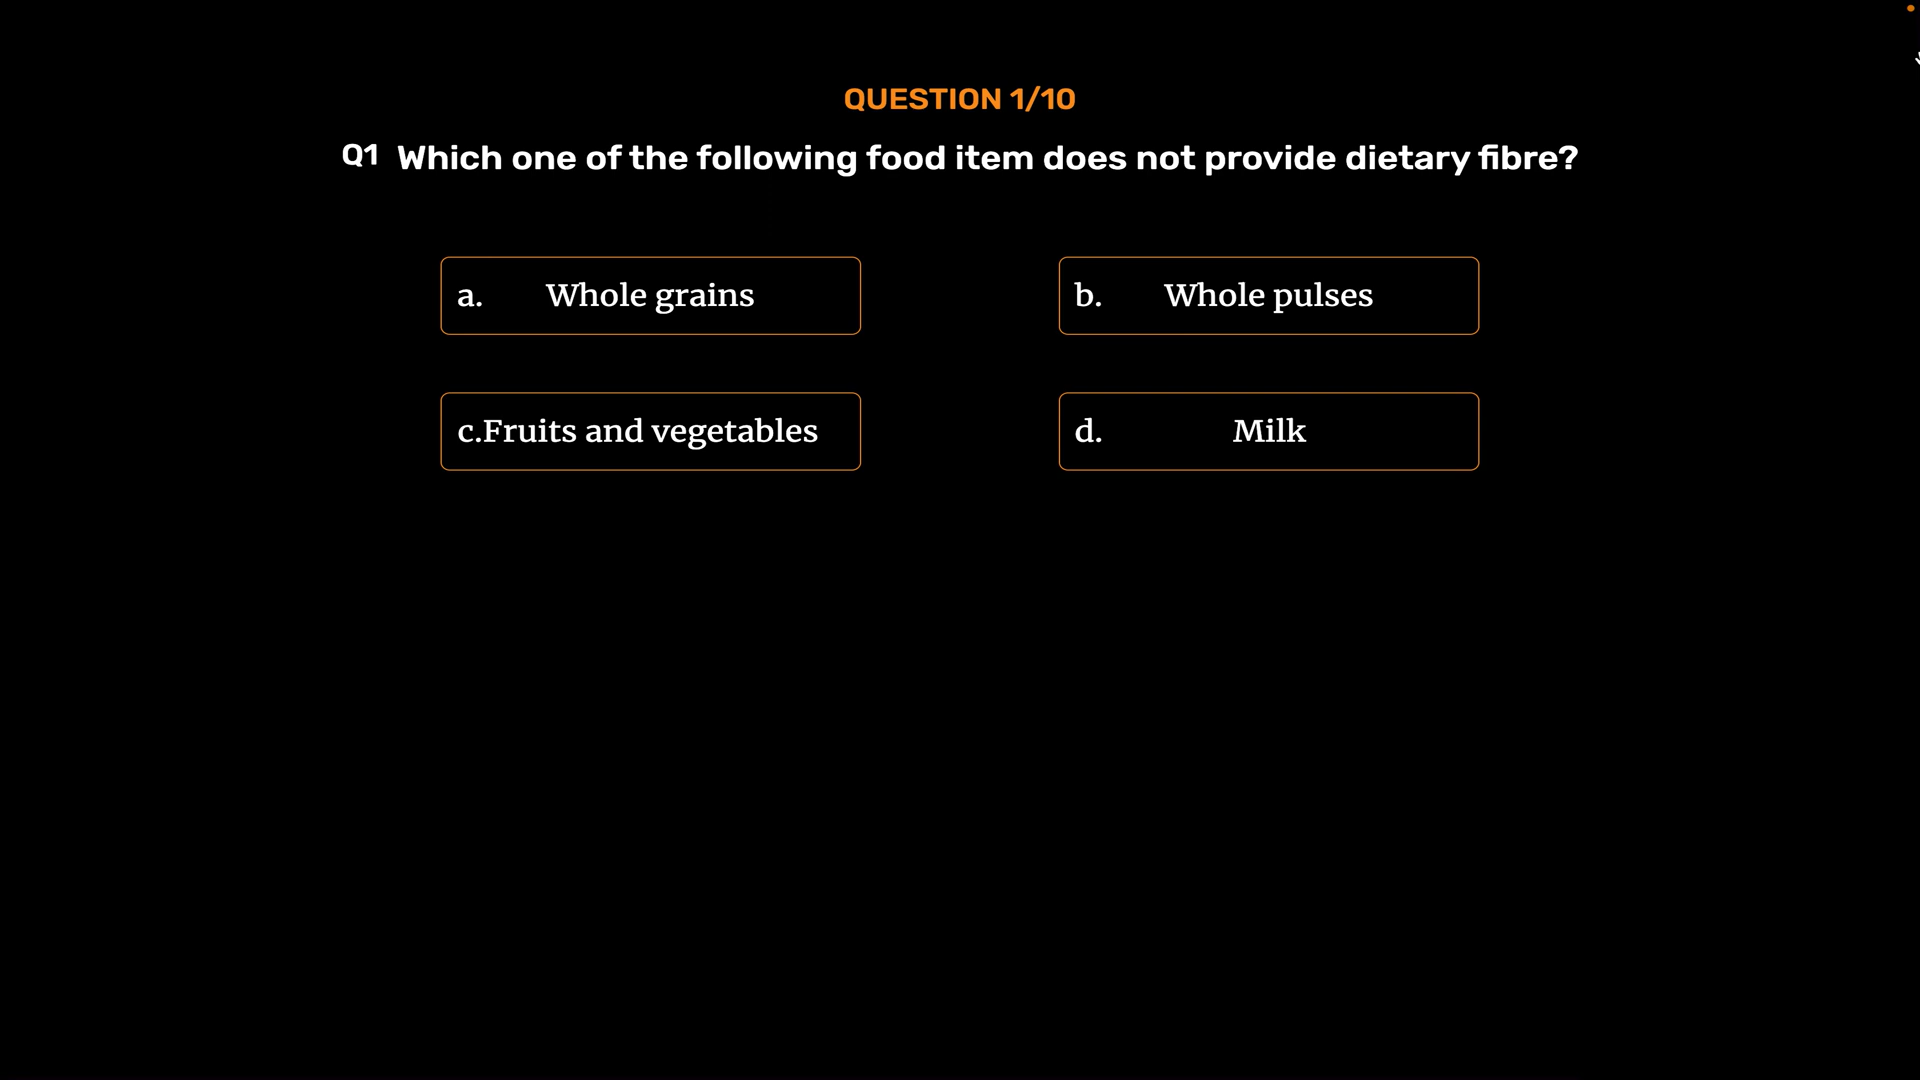 QUESTION 1/10
Q1 Which one of the following food item does not provide dietary fibre?
a. Whole grains
b. Whole pulses
c.Fruits and vegetables
d. Milk